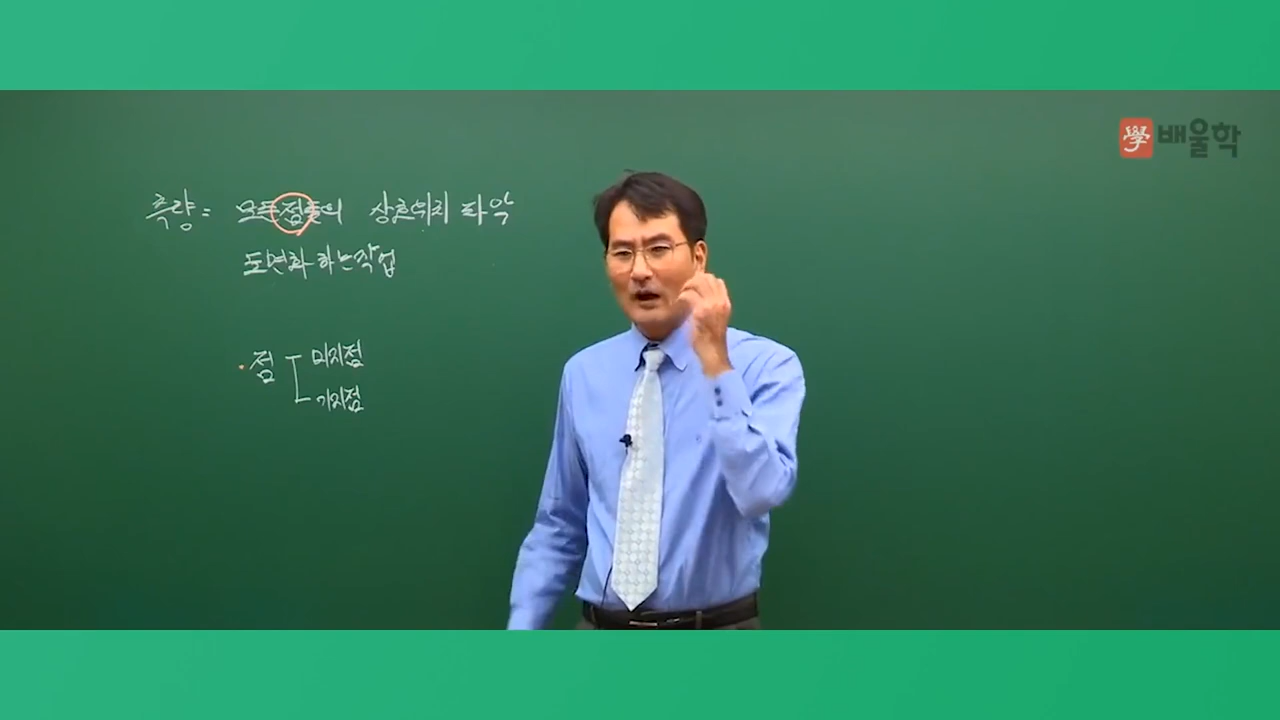 學 배울학
측량 = 모든점들의 상호위치 파악
도면화 하는작업
· 점
미지점
기지점